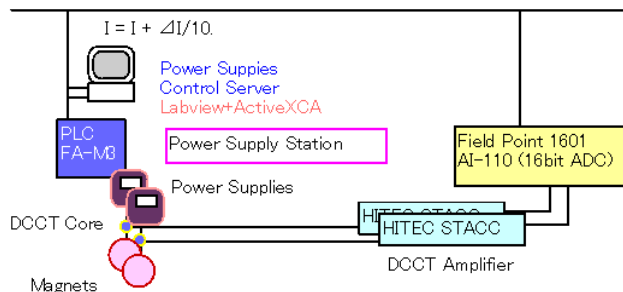 I = I + ⊿I/10.
Power Suppies
Control Server
Labview+ActiveXCA
PLC
FA-M3
Power Supply Station
Field Point 1601
AI-110 (16bit ADC)
Power Supplies
DCCT Core
HITEC STACC
HITEC STACC
DCCT Amplifier
Magnets